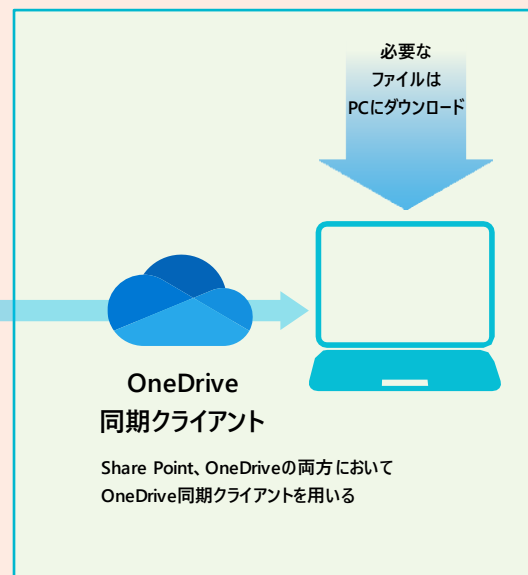 必要な
ファイルは
PCにダウンロード
OneDrive
同期クライアント
Share Point、OneDriveの両方において
OneDrive同期クライアントを用いる